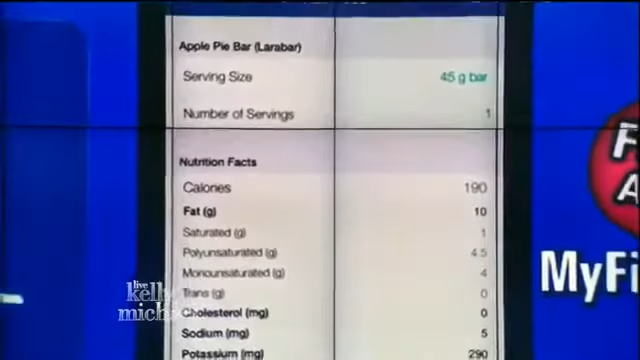 Apple Pie Bar (Larabar)
Serving Size 45 g bar
Number of Servings 1
Nutrition Facts
Calories 190
Fat (g) 10
Saturated (g) 1
Polyunsaturated (g) 4.5
Monounsaturated (g) 4
Trans (g) 0
Cholesterol (mg) 0
Sodium (mg) 5
Potassium (mg) 290
F
A
MyFi
live
kelly
michael